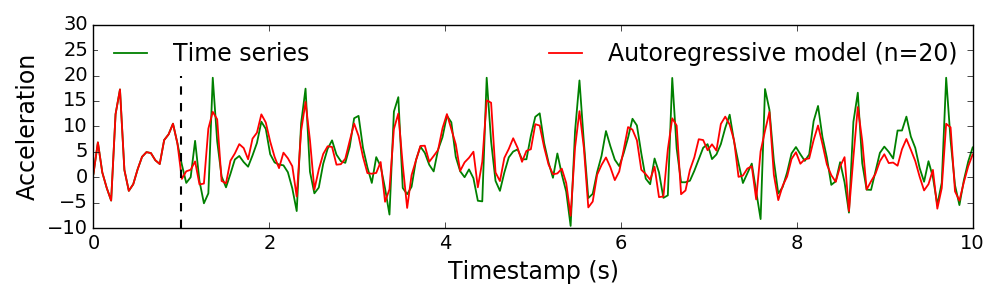 30
25
20
15
10
5
0
−5
−10
Acceleration
Time series
Autoregressive model (n=20)
0 2 4 6 8 10
Timestamp (s)